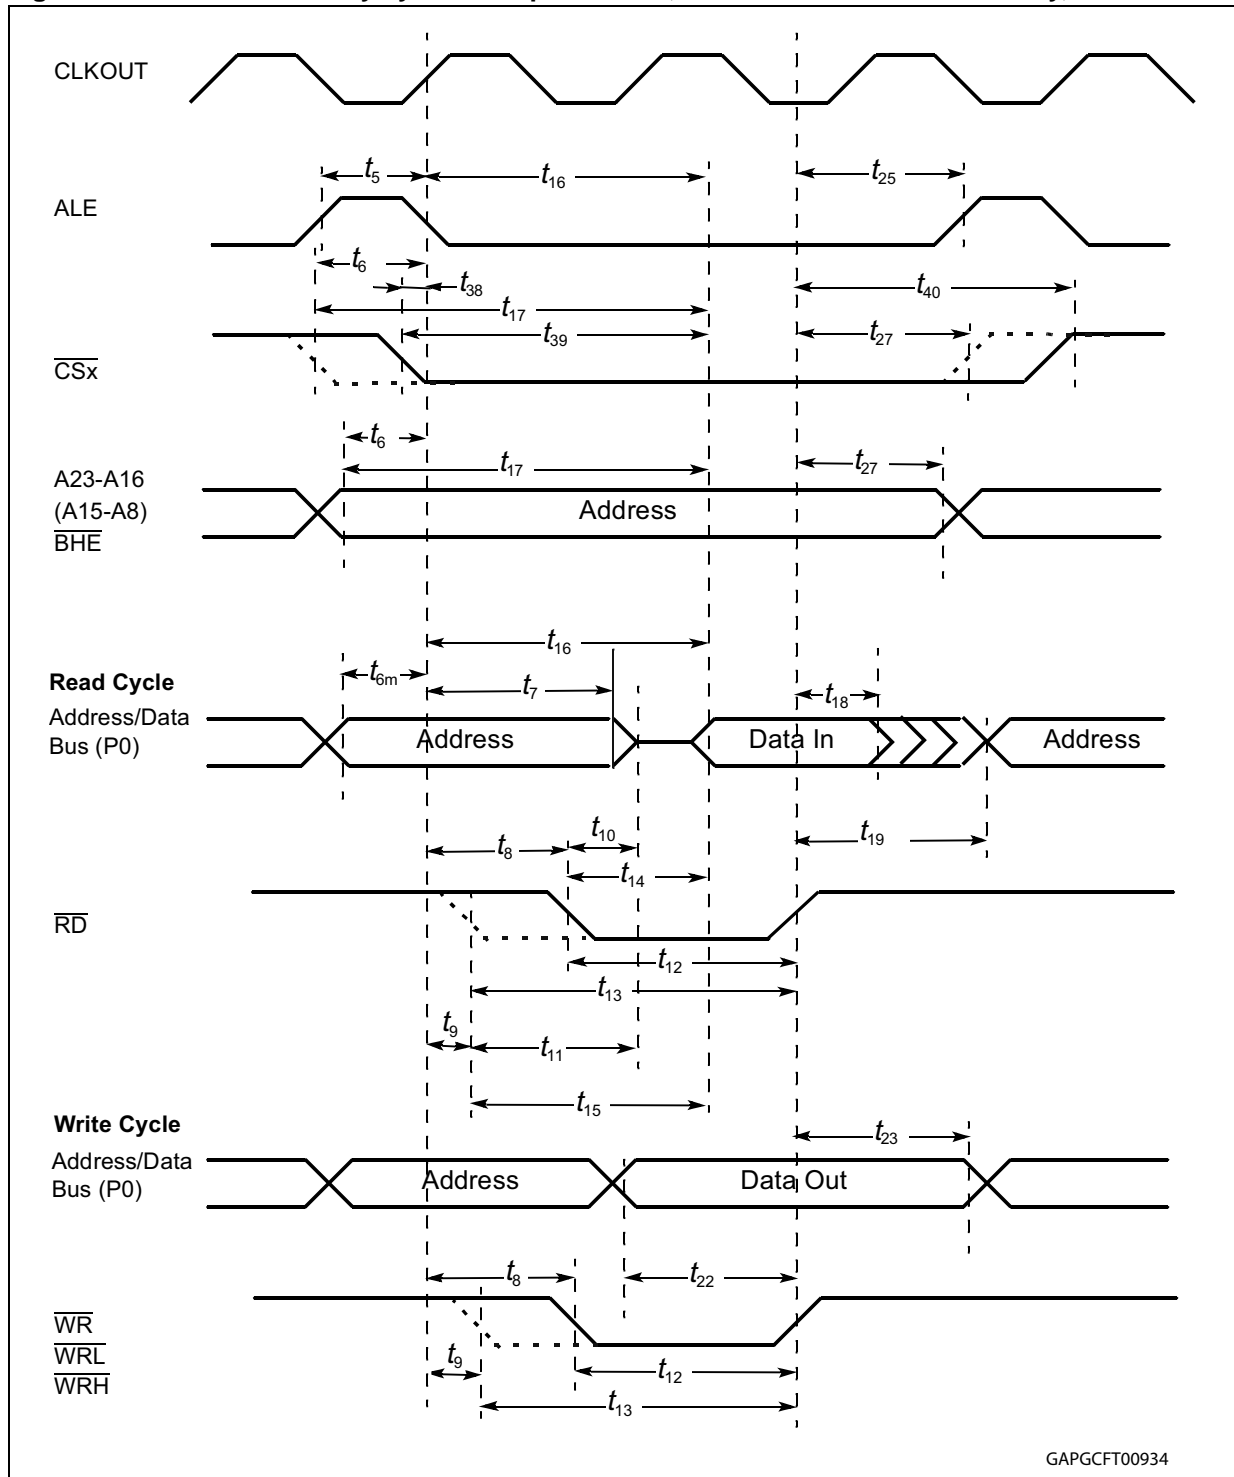 CLKOUT
t5 t16 t25
ALE
t6
t38
t40
t17
t39 t27
CSx
t6
t17 t27
A23-A16
(A15-A8)
BHE
Address
t16
Read Cycle
t6m t7 t18
Address/Data
Bus (P0)
Address Data In Address
t10
t8 t19
t14
RD
t12
t13
t9
t11
t15
Write Cycle
t23
Address/Data
Bus (P0)
Address Data Out
t8 t22
WR
WRL
WRH
t9 t12
t13
GAPGCFT00934